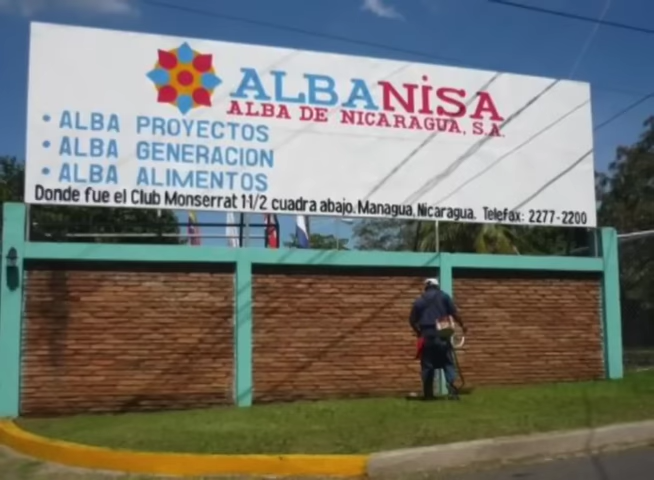 ALBANiSA
ALBA DE NICARAGUA, S.A.
• ALBA PROYECTOS
• ALBA GENERACION
• ALBA ALIMENTOS
Donde fue el Club Monserrat 1 1/2 cuadra abajo. Managua, Nicaragua. Telefax: 2277-2200